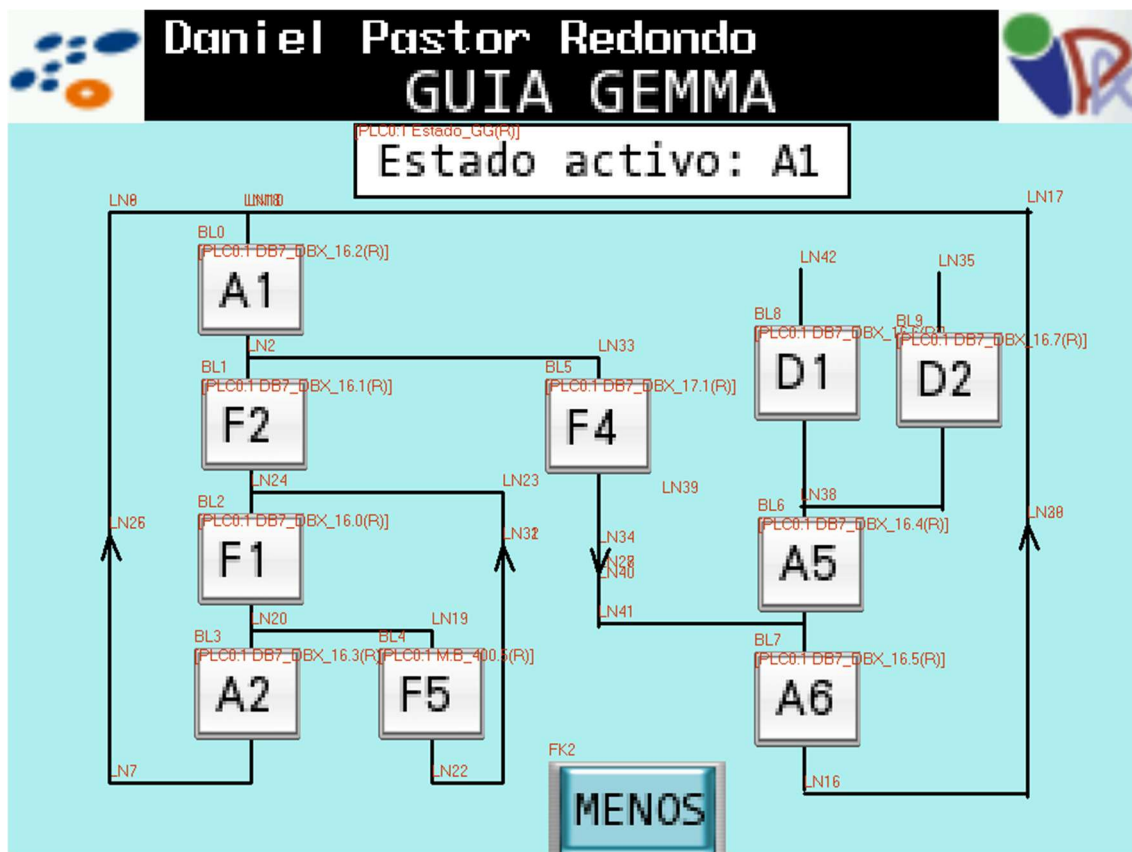 Daniel Pastor Redondo
GUIA GEMMA
[PLC0:1 Estado_GG(R)]
Estado activo: A1
LN17
BL0
[PLC0:1 DB7_DBX_16.2(R)]
A1
LN42
LN35
LN2
LN33
BL8
BL9
[PLC0:1 DB7_DBX_16.7(R)]
D1
D2
BL1
[PLC0:1 DB7_DBX_16.1(R)]
F2
BL5
[PLC0:1 DB7_DBX_17.1(R)]
F4
LN24
LN23
LN39
LN38
BL2
[PLC0:1 DB7_DBX_16.0(R)]
F1
BL6
[PLC0:1 DB7_DBX_16.4(R)]
A5
LN34
LN40
LN20
LN19
LN41
BL3
[PLC0:1 DB7_DBX_16.3(R)]
A2
BL4
[PLC0:1 M.B_400.5(R)]
F5
BL7
[PLC0:1 DB7_DBX_16.5(R)]
A6
LN7
LN22
LN16
FK2
MENOS